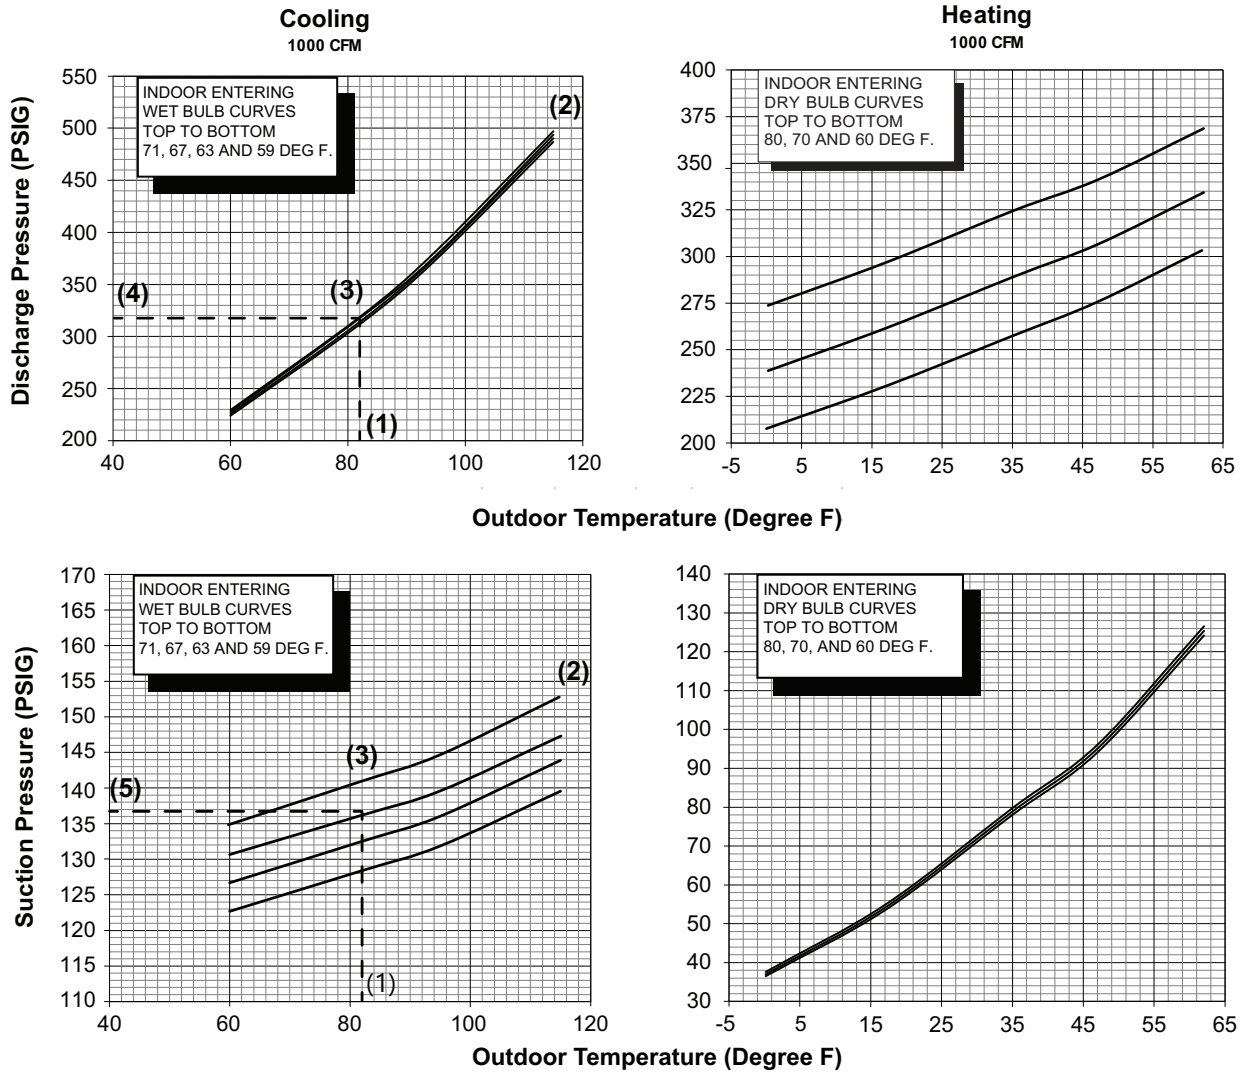 Cooling
1000 CFM
Heating
1000 CFM
Discharge Pressure (PSIG)
550
500
450
400
350
300
250
200
INDOOR ENTERING
WET BULB CURVES
TOP TO BOTTOM
71, 67, 63 AND 59 DEG F.
(2)
(3)
(4)
(1)
40 60 80 100 120
400
375
350
325
300
275
250
225
200
INDOOR ENTERING
DRY BULB CURVES
TOP TO BOTTOM
80, 70 AND 60 DEG F.
-5 5 15 25 35 45 55 65
Outdoor Temperature (Degree F)
Suction Pressure (PSIG)
170
165
160
155
150
145
140
135
130
125
120
115
110
INDOOR ENTERING
WET BULB CURVES
TOP TO BOTTOM
71, 67, 63 AND 59 DEG F.
(2)
(3)
(5)
(1)
40 60 80 100 120
140
130
120
110
100
90
80
70
60
50
40
30
INDOOR ENTERING
DRY BULB CURVES
TOP TO BOTTOM
80, 70, AND 60 DEG F.
-5 5 15 25 35 45 55 65
Outdoor Temperature (Degree F)